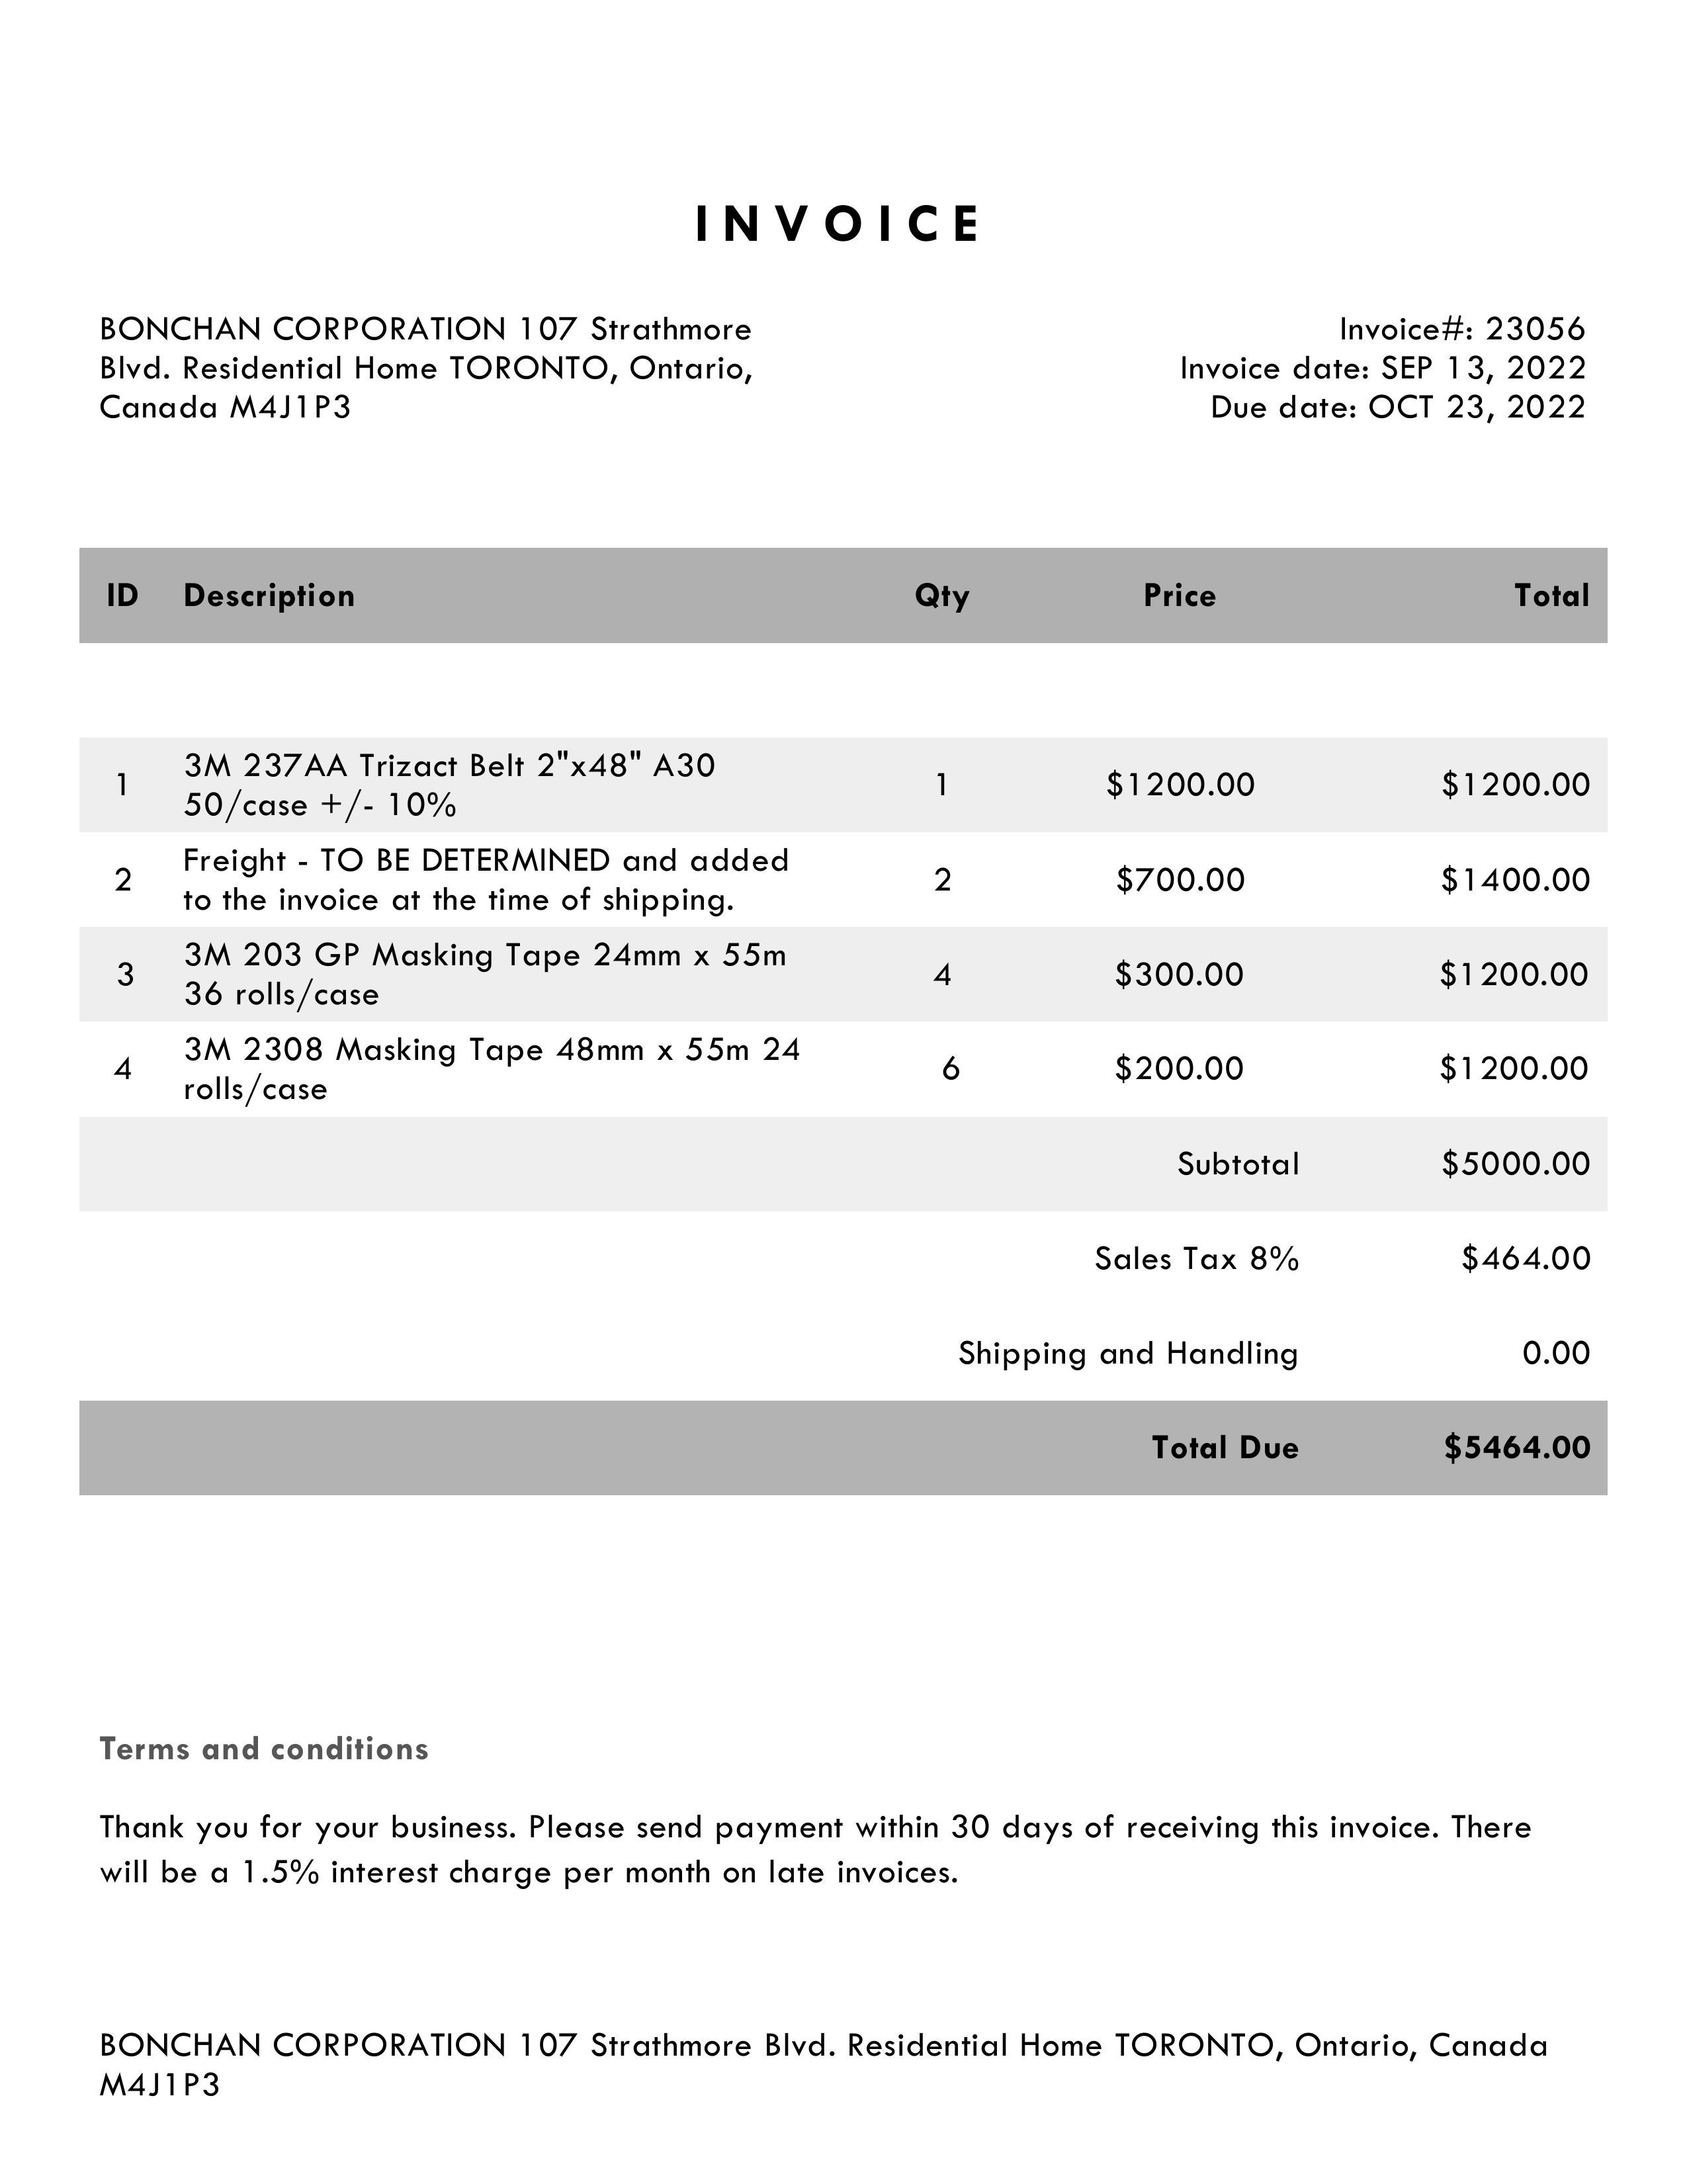 INVOICE
BONCHAN CORPORATION 107 Strathmore
Blvd. Residential Home TORONTO, Ontario,
Canada M4J1P3
Invoice#: 23056
Invoice date: SEP 13, 2022
Due date: OCT 23, 2022
ID Description Qty Price Total
1 3M 237AA Trizact Belt 2"x48" A30 1 $1200.00 $1200.00
50/case +/- 10%
2 Freight - TO BE DETERMINED and added 2 $700.00 $1400.00
to the invoice at the time of shipping.
3 3M 203 GP Masking Tape 24mm x 55m 4 $300.00 $1200.00
36 rolls/case
4 3M 2308 Masking Tape 48mm x 55m 24 6 $200.00 $1200.00
rolls/case
Subtotal $5000.00
Sales Tax 8% $464.00
Shipping and Handling 0.00
Total Due $5464.00
Terms and conditions
Thank you for your business. Please send payment within 30 days of receiving this invoice. There
will be a 1.5% interest charge per month on late invoices.
BONCHAN CORPORATION 107 Strathmore Blvd. Residential Home TORONTO, Ontario, Canada
M4J1P3